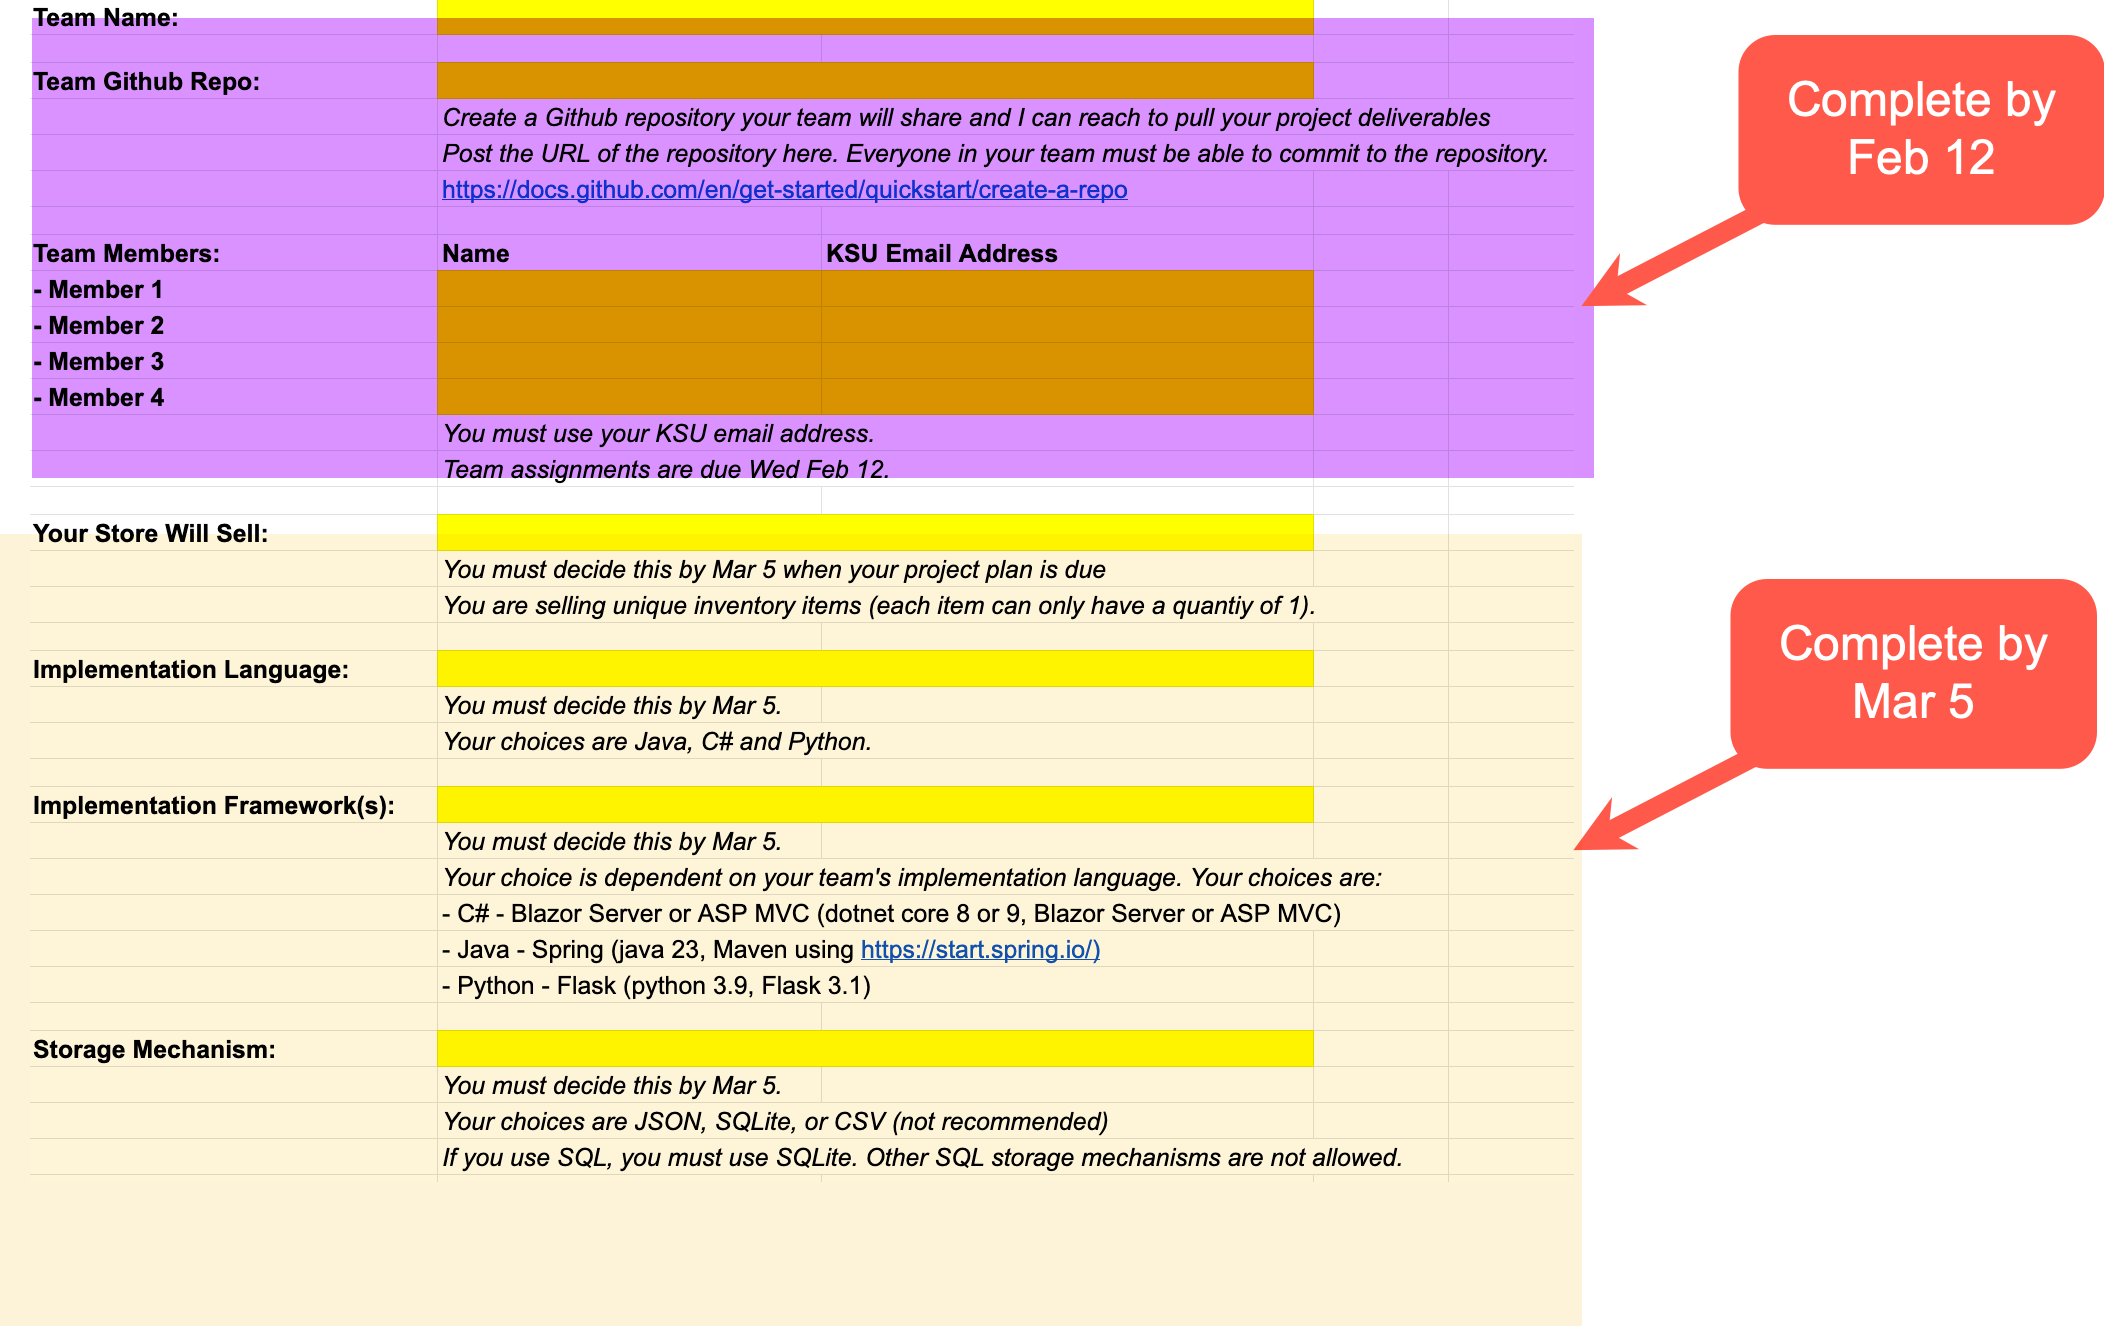 Team Name:
Complete by
Feb 12
Team Github Repo:
Create a Github repository your team will share and I can reach to pull your project deliverables
Post the URL of the repository here. Everyone in your team must be able to commit to the repository.
https://docs.github.com/en/get-started/quickstart/create-a-repo
Team Members: Name KSU Email Address
- Member 1
- Member 2
- Member 3
- Member 4
You must use your KSU email address.
Team assignments are due Wed Feb 12.
Your Store Will Sell:
You must decide this by Mar 5 when your project plan is due
You are selling unique inventory items (each item can only have a quantiy of 1).
Complete by
Mar 5
Implementation Language:
You must decide this by Mar 5.
Your choices are Java, C# and Python.
Implementation Framework(s):
You must decide this by Mar 5.
Your choice is dependent on your team's implementation language. Your choices are:
- C# - Blazor Server or ASP MVC (dotnet core 8 or 9, Blazor Server or ASP MVC)
- Java - Spring (java 23, Maven using https://start.spring.io/)
- Python - Flask (python 3.9, Flask 3.1)
Storage Mechanism:
You must decide this by Mar 5.
Your choices are JSON, SQLite, or CSV (not recommended)
If you use SQL, you must use SQLite. Other SQL storage mechanisms are not allowed.